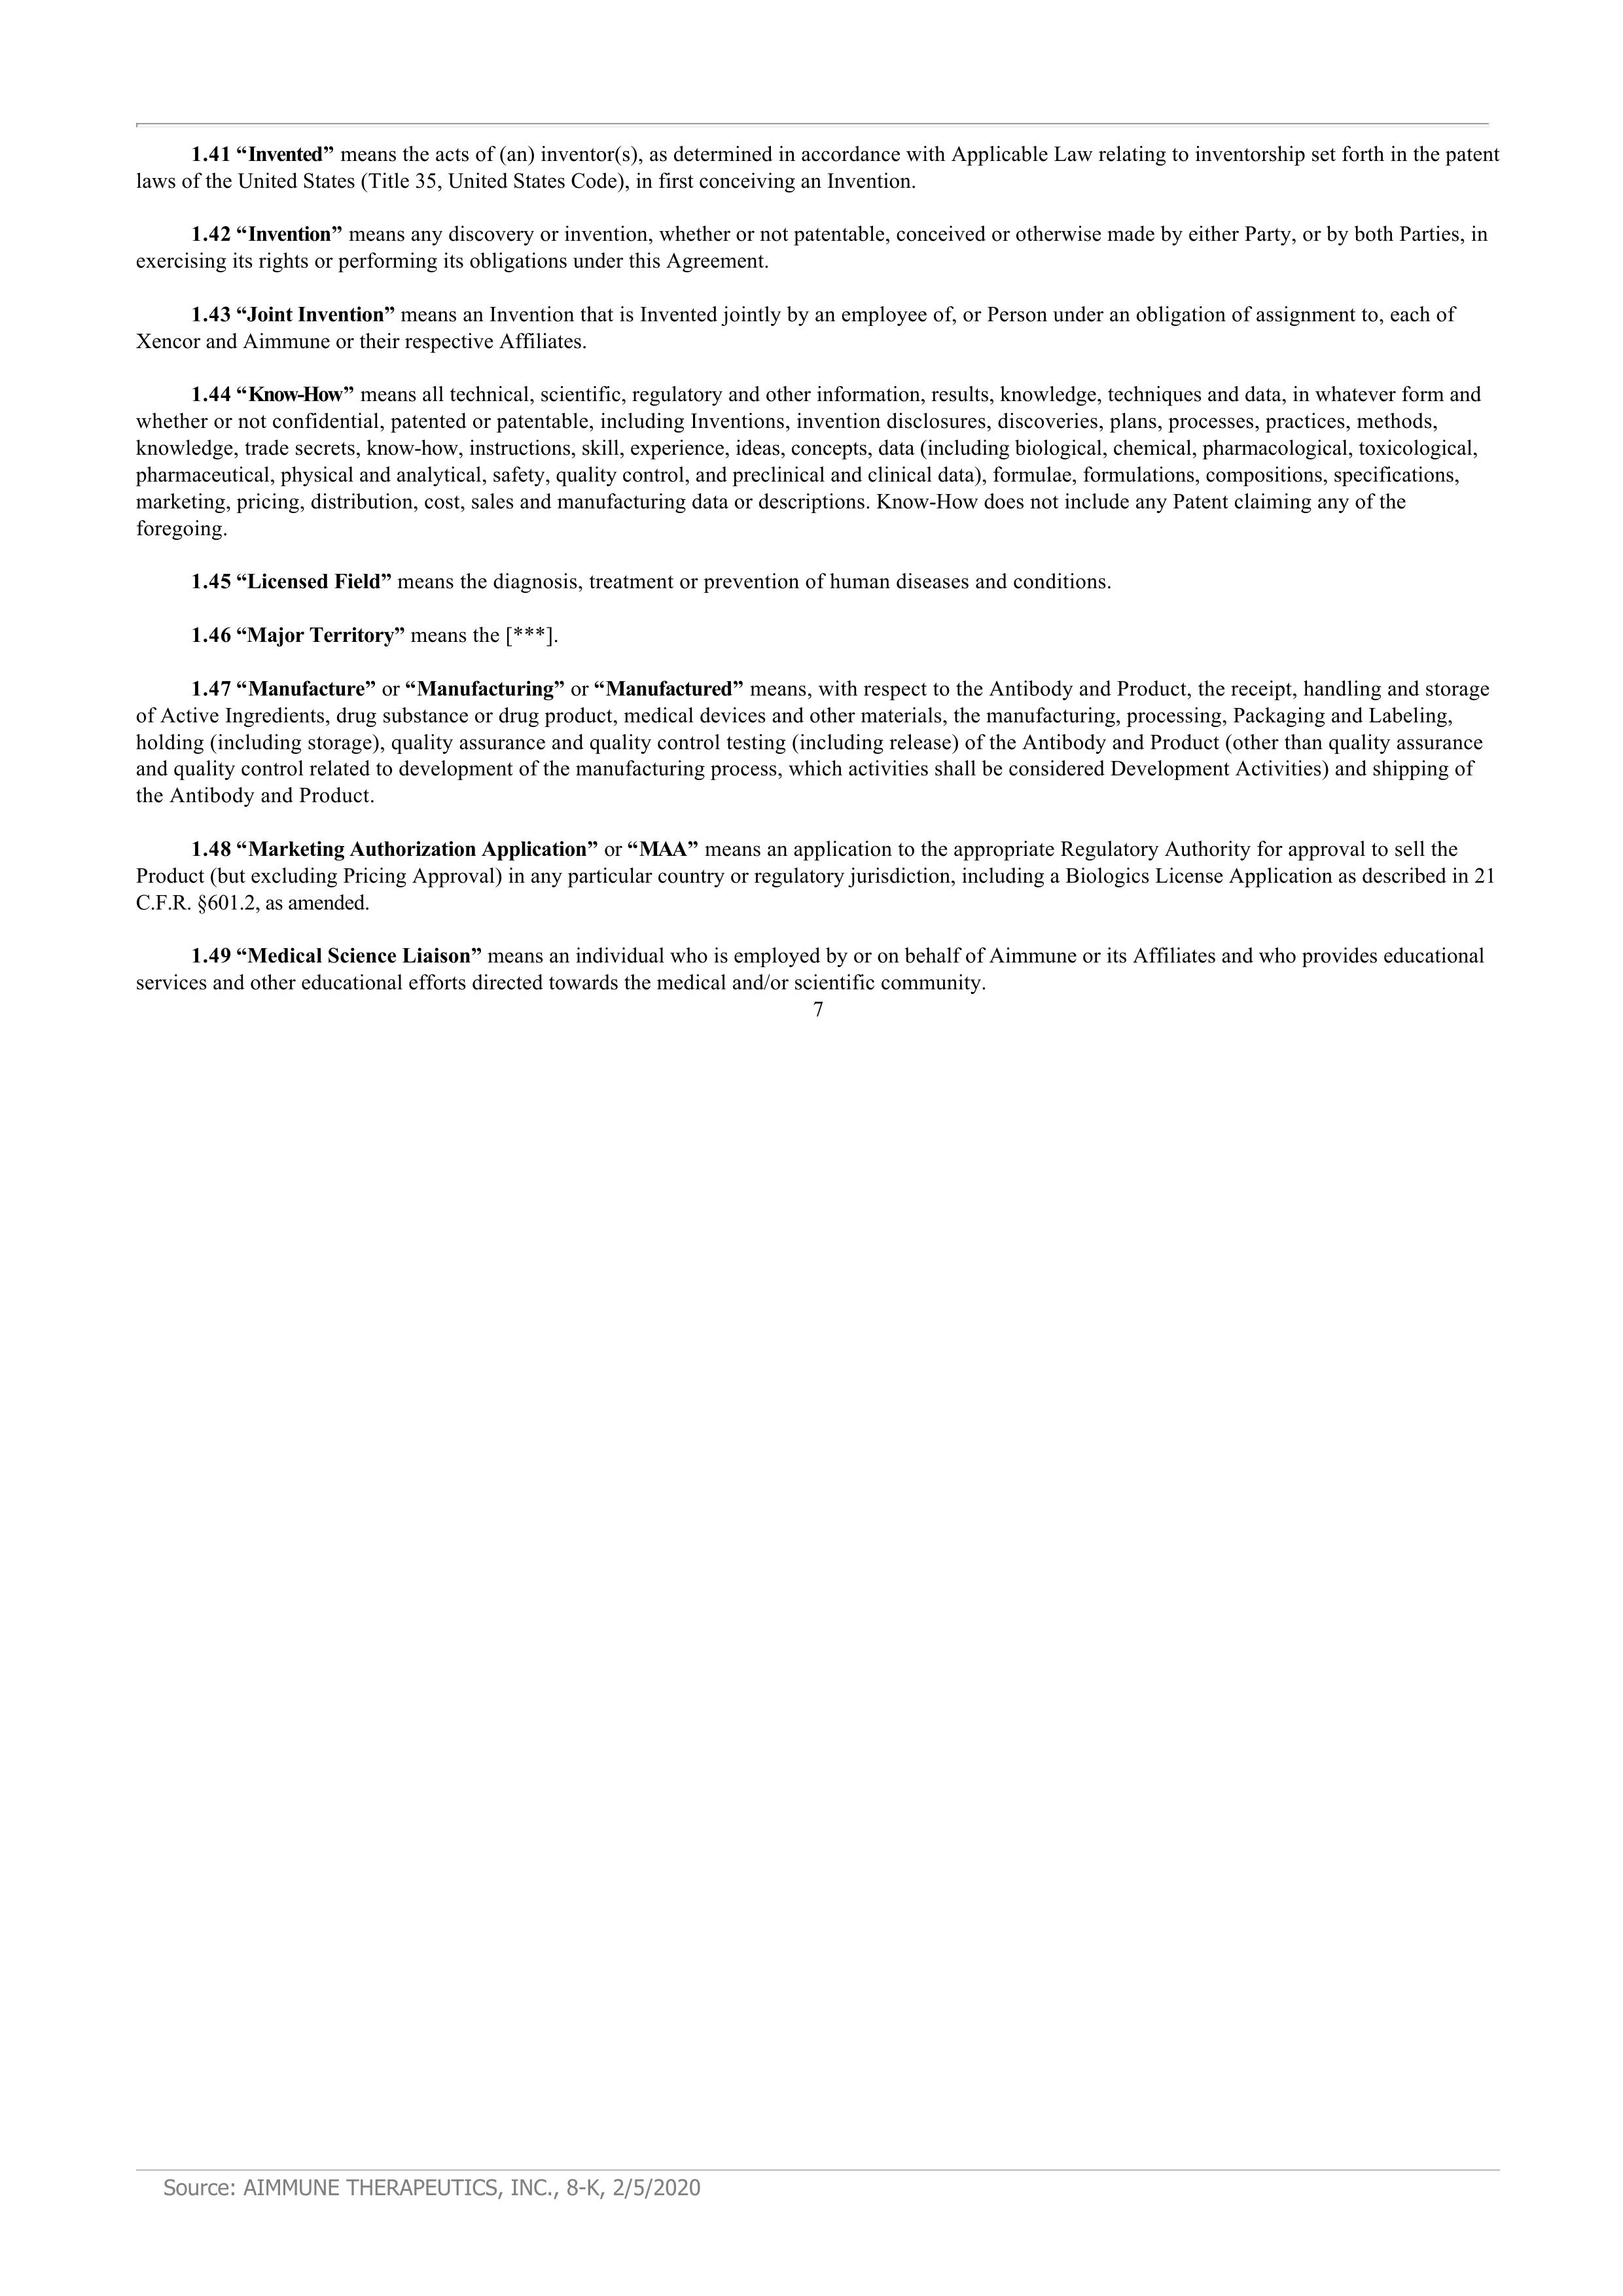 1.41 “Invented” means the acts of (an) inventor(s), as determined in accordance with Applicable Law relating to inventorship set forth in the patent
laws of the United States (Title 35, United States Code), in first conceiving an Invention.
1.42 “Invention” means any discovery or invention, whether or not patentable, conceived or otherwise made by either Party, or by both Parties, in
exercising its rights or performing its obligations under this Agreement.
1.43 “Joint Invention” means an Invention that is Invented jointly by an employee of, or Person under an obligation of assignment to, each of
Xencor and Aimmune or their respective Affiliates.
1.44 “Know-How” means all technical, scientific, regulatory and other information, results, knowledge, techniques and data, in whatever form and
whether or not confidential, patented or patentable, including Inventions, invention disclosures, discoveries, plans, processes, practices, methods,
knowledge, trade secrets, know-how, instructions, skill, experience, ideas, concepts, data (including biological, chemical, pharmacological, toxicological,
pharmaceutical, physical and analytical, safety, quality control, and preclinical and clinical data), formulae, formulations, compositions, specifications,
marketing, pricing, distribution, cost, sales and manufacturing data or descriptions. Know-How does not include any Patent claiming any of the
foregoing.
1.45 “Licensed Field” means the diagnosis, treatment or prevention of human diseases and conditions.
1.46 “Major Territory” means the [***].
1.47 “Manufacture” or “Manufacturing” or “Manufactured” means, with respect to the Antibody and Product, the receipt, handling and storage
of Active Ingredients, drug substance or drug product, medical devices and other materials, the manufacturing, processing, Packaging and Labeling,
holding (including storage), quality assurance and quality control testing (including release) of the Antibody and Product (other than quality assurance
and quality control related to development of the manufacturing process, which activities shall be considered Development Activities) and shipping of
the Antibody and Product.
1.48 “Marketing Authorization Application” or “MAA” means an application to the appropriate Regulatory Authority for approval to sell the
Product (but excluding Pricing Approval) in any particular country or regulatory jurisdiction, including a Biologics License Application as described in 21
C.F.R. §601.2, as amended.
1.49 “Medical Science Liaison” means an individual who is employed by or on behalf of Aimmune or its Affiliates and who provides educational
services and other educational efforts directed towards the medical and/or scientific community.
7
Source: AIMMUNE THERAPEUTICS, INC., 8-K, 2/5/2020